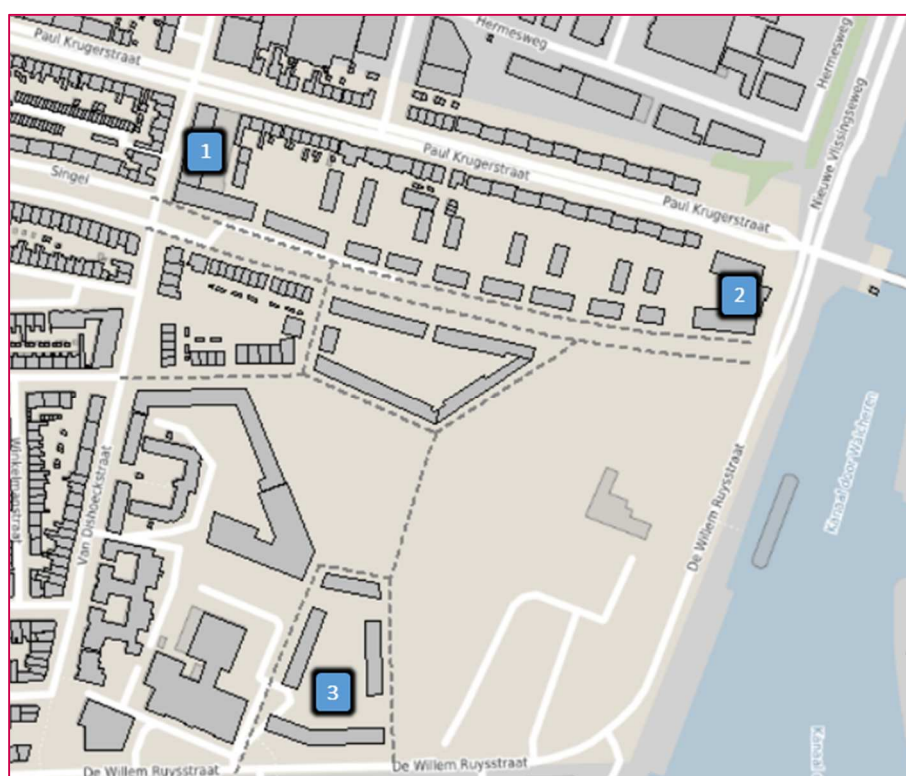 Hermesweg
Paul Krugerstraat
Hermesweg
1
Paul Krugerstraat
Nieuwe Vlissingseweg
Singel
Paul Krugerstraat
2
Kanaal door Walcheren
Winkelmanstraat
Van Dishoeckstraat
De Willem Ruysstraat
3
Kanaal
De Willem Ruysstraat
De Willem Ruysstraat